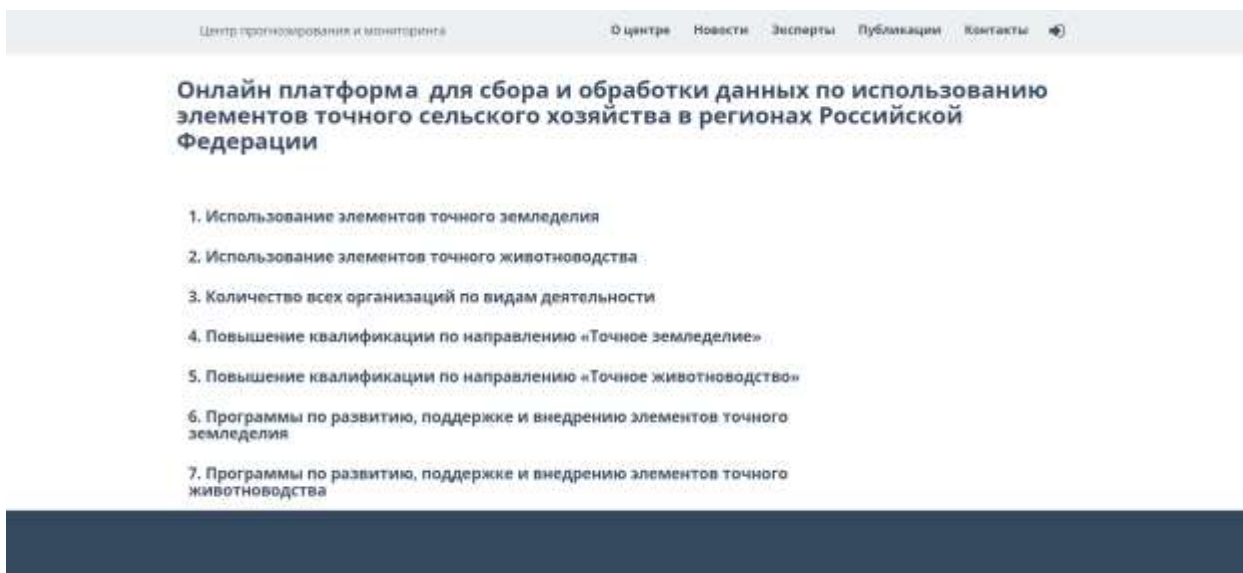 Центр прогнозирования и мониторинга
О центре Новости Эксперты Публикации Контакты
Онлайн платформа для сбора и обработки данных по использованию
элементов точного сельского хозяйства в регионах Российской
Федерации
1. Использование элементов точного земледелия
2. Использование элементов точного животноводства
3. Количество всех организаций по видам деятельности
4. Повышение квалификации по направлению «Точное земледелие»
5. Повышение квалификации по направлению «Точное животноводство»
6. Программы по развитию, поддержке и внедрению элементов точного
земледелия
7. Программы по развитию, поддержке и внедрению элементов точного
животноводства